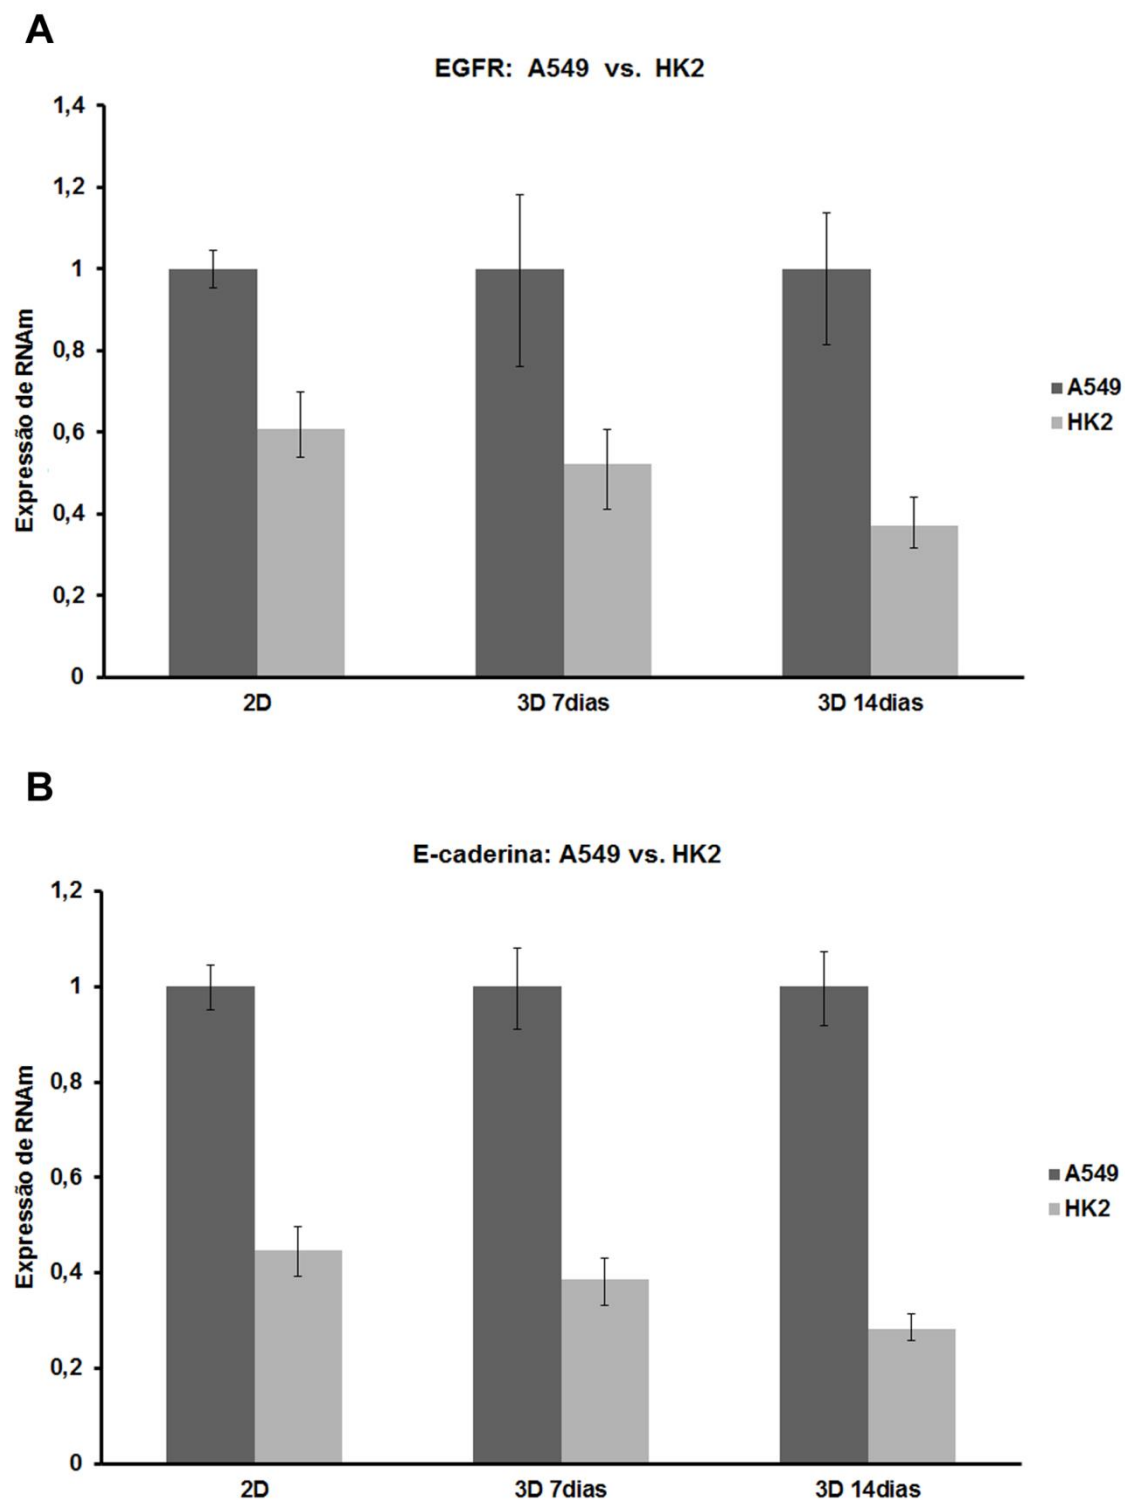 A
EGFR: A549 vs. HK2
Expressão de RNAm
1,4
1,2
1
0,8
0,6
0,4
0,2
0
2D
3D 7dias
3D 14dias
A549
HK2
B
E-caderina: A549 vs. HK2
Expressão de RNAm
1,2
1
0,8
0,6
0,4
0,2
0
2D
3D 7dias
3D 14dias
A549
HK2